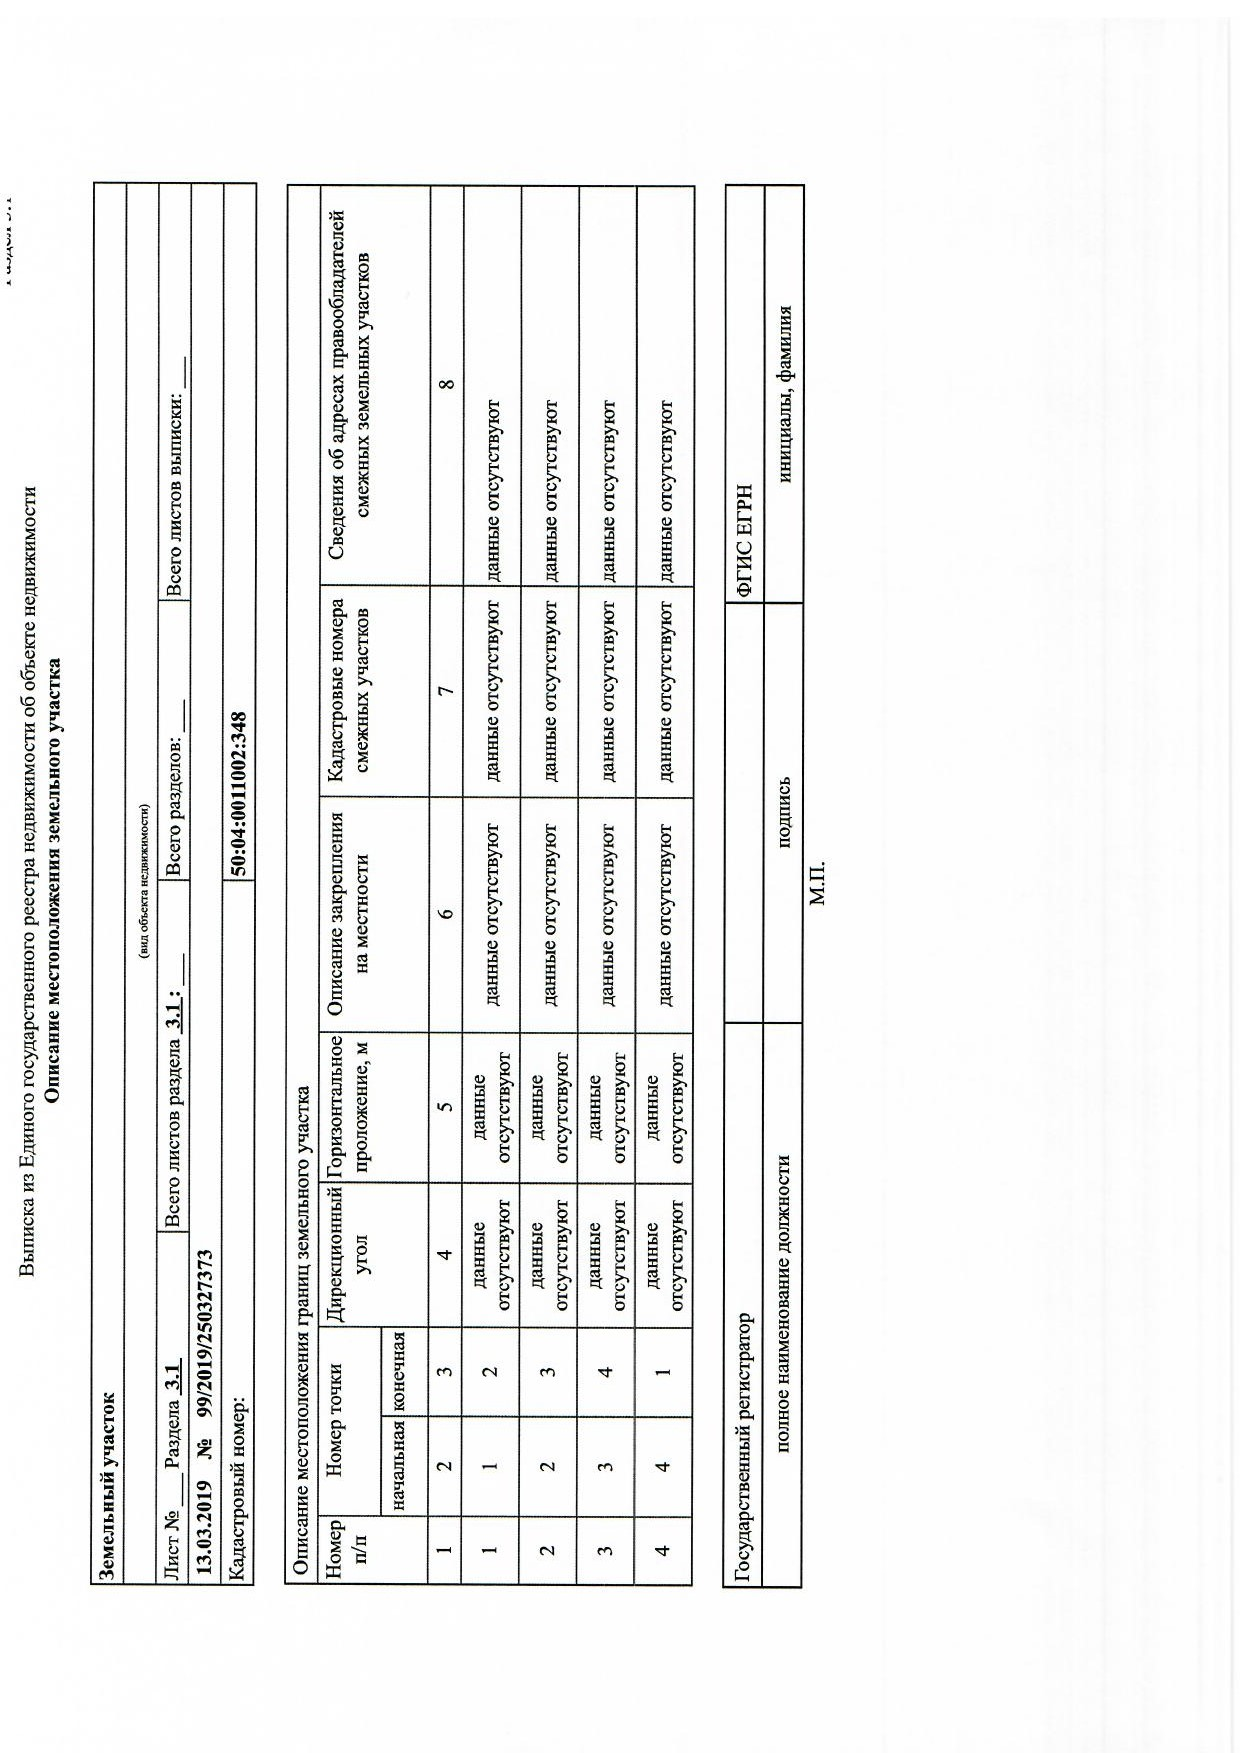 Раздел 3.1
Выписка из Единого государственного реестра недвижимости об объекте недвижимости
Описание местоположения земельного участка
Земельный участок
(вид объекта недвижимости)
Лист № ___ Раздела 3.1 Всего листов раздела 3.1 : ___ Всего разделов: ___ Всего листов выписки: ___
13.03.2019 № 99/2019/250327373
Кадастровый номер: 50:04:0011002:348
Описание местоположения границ земельного участка
Номер п/п Номер точки Дирекционный угол Горизонтальное проложение, м Описание закрепления на местности Кадастровые номера смежных участков Сведения об адресах правообладателей смежных земельных участков
начальная конечная
1 2 3 4 5 6 7 8
1 1 2 данные отсутствуют данные отсутствуют данные отсутствуют данные отсутствуют данные отсутствуют
2 2 3 данные отсутствуют данные отсутствуют данные отсутствуют данные отсутствуют данные отсутствуют
3 3 4 данные отсутствуют данные отсутствуют данные отсутствуют данные отсутствуют данные отсутствуют
4 4 1 данные отсутствуют данные отсутствуют данные отсутствуют данные отсутствуют данные отсутствуют
Государственный регистратор ФГИС ЕГРН
полное наименование должности подпись инициалы, фамилия
М.П.